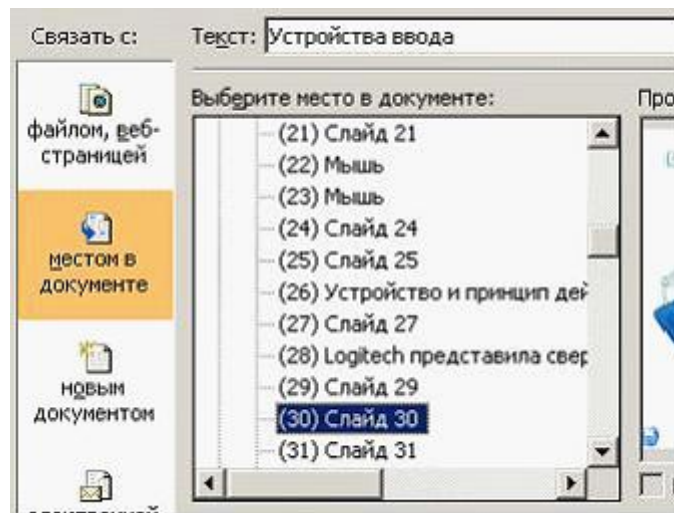 Связать с:
Текст: Устройства ввода
файлом, веб-
страницей
местом в
документе
новым
документом
Выберите место в документе:
(21) Слайд 21
(22) Мышь
(23) Мышь
(24) Слайд 24
(25) Слайд 25
(26) Устройство и принцип дей
(27) Слайд 27
(28) Logitech представила свер
(29) Слайд 29
(30) Слайд 30
(31) Слайд 31
Про